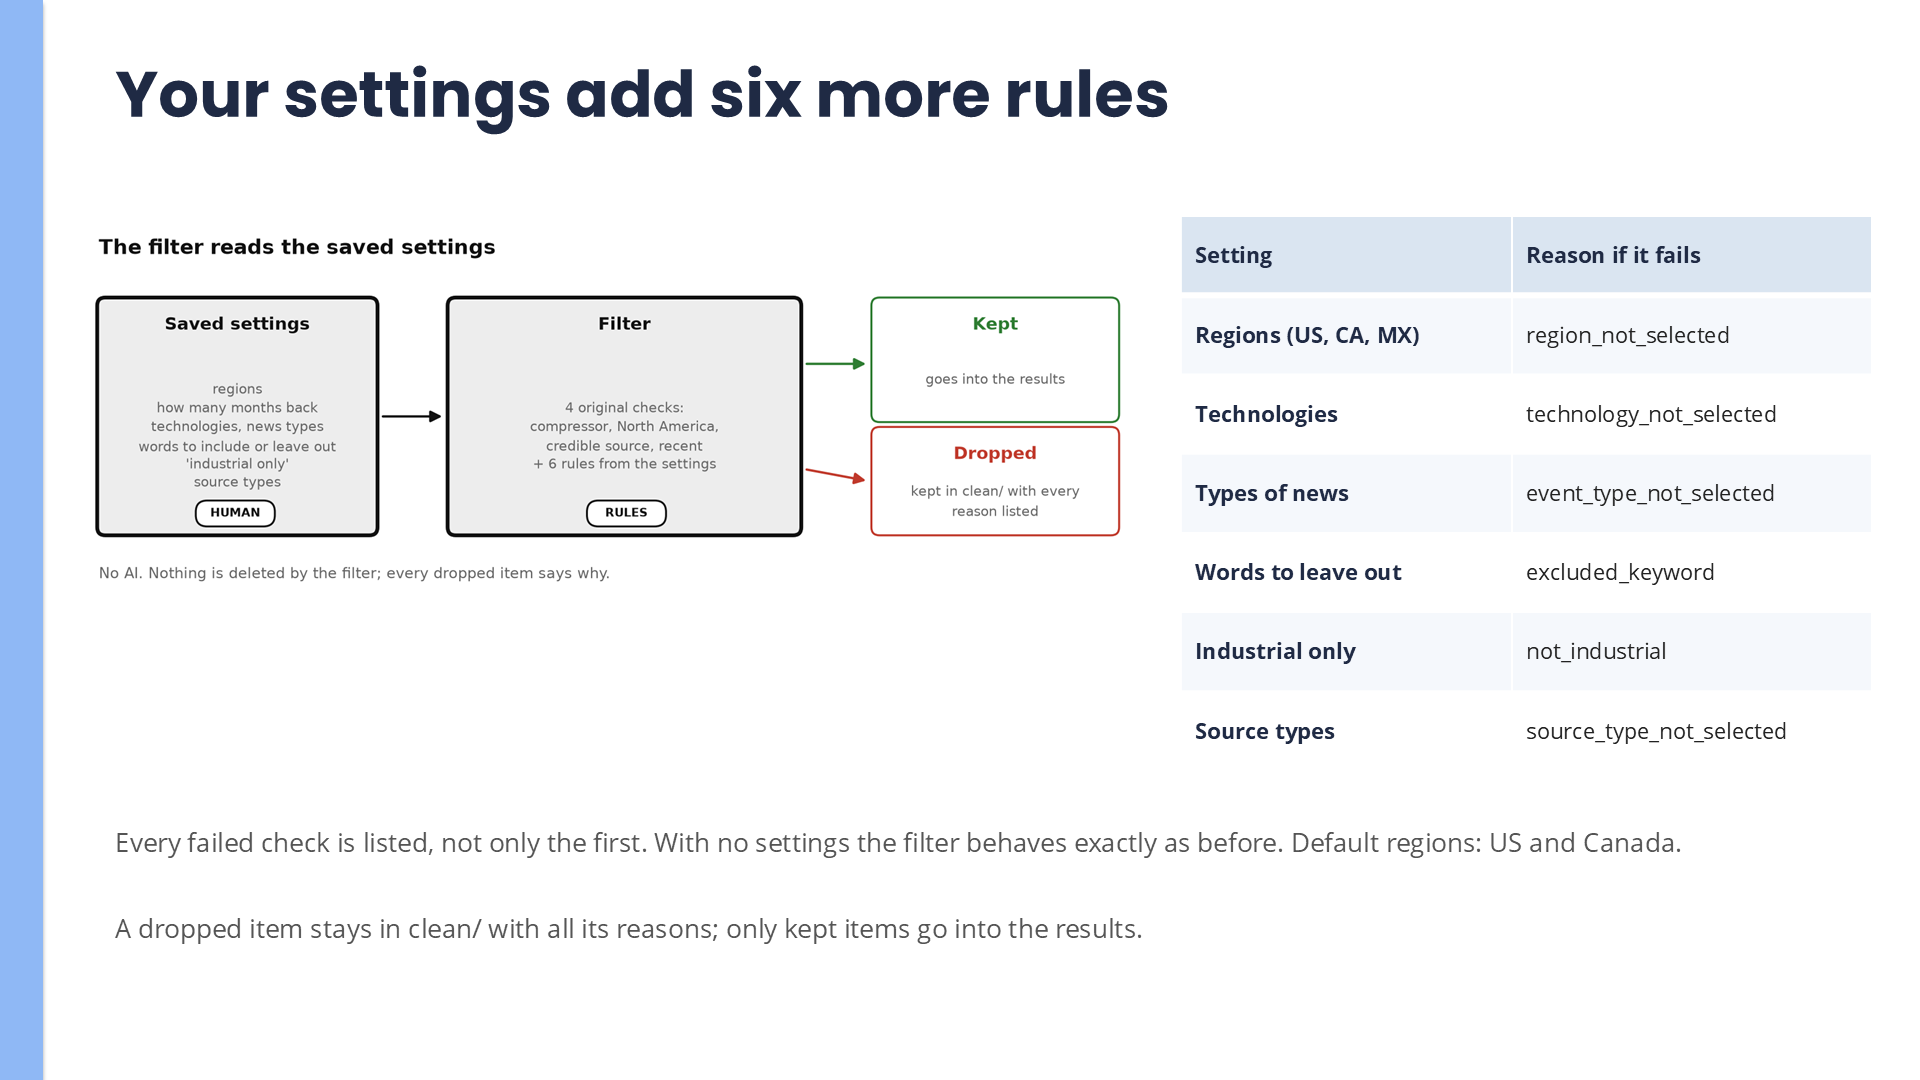 Your settings add six more rules
The filter reads the saved settings
Saved settings
regions
how many months back
technologies, news types
words to include or leave out
'industrial only'
source types
HUMAN
Filter
4 original checks:
compressor, North America,
credible source, recent
+ 6 rules from the settings
RULES
Kept
goes into the results
Dropped
kept in clean/ with every
reason listed
No AI. Nothing is deleted by the filter; every dropped item says why.
Setting Reason if it fails
Regions (US, CA, MX) region_not_selected
Technologies technology_not_selected
Types of news event_type_not_selected
Words to leave out excluded_keyword
Industrial only not_industrial
Source types source_type_not_selected
Every failed check is listed, not only the first. With no settings the filter behaves exactly as before. Default regions: US and Canada.
A dropped item stays in clean/ with all its reasons; only kept items go into the results.